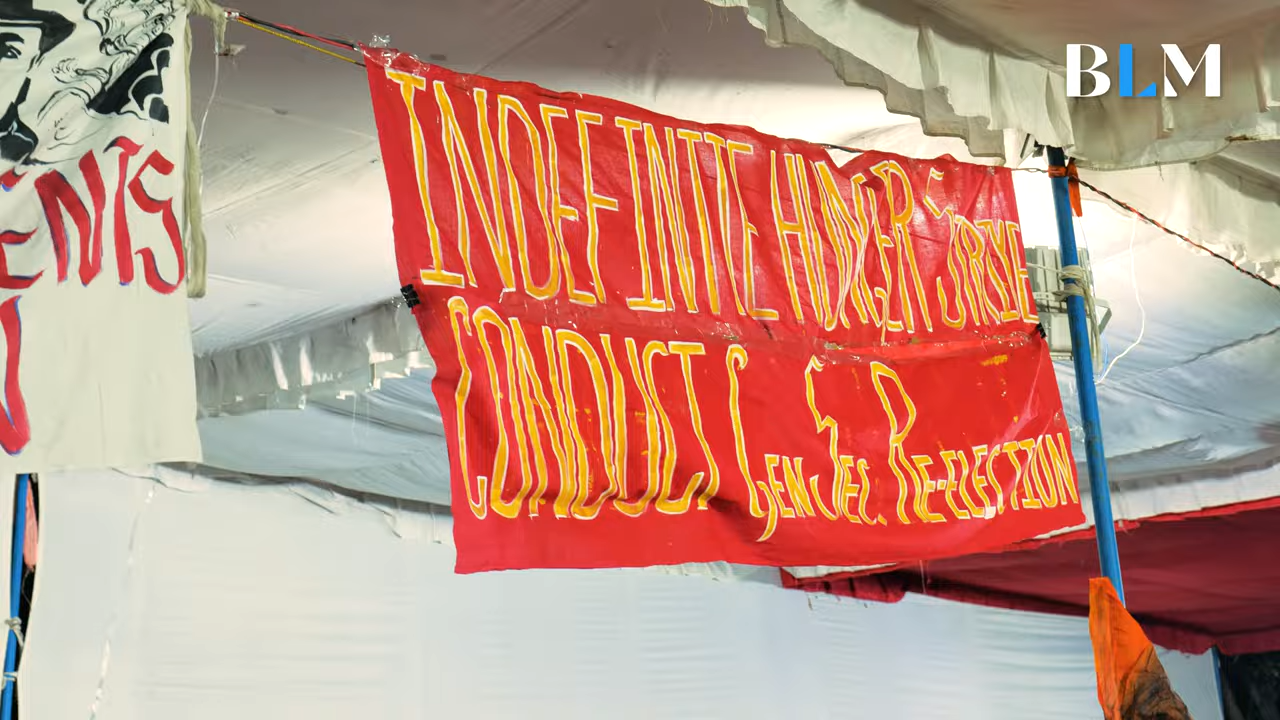 BLM
ENTS
INDEFINITE HUNGER STRIKE
CONDUCT GEN SEC. RE-ELECTION